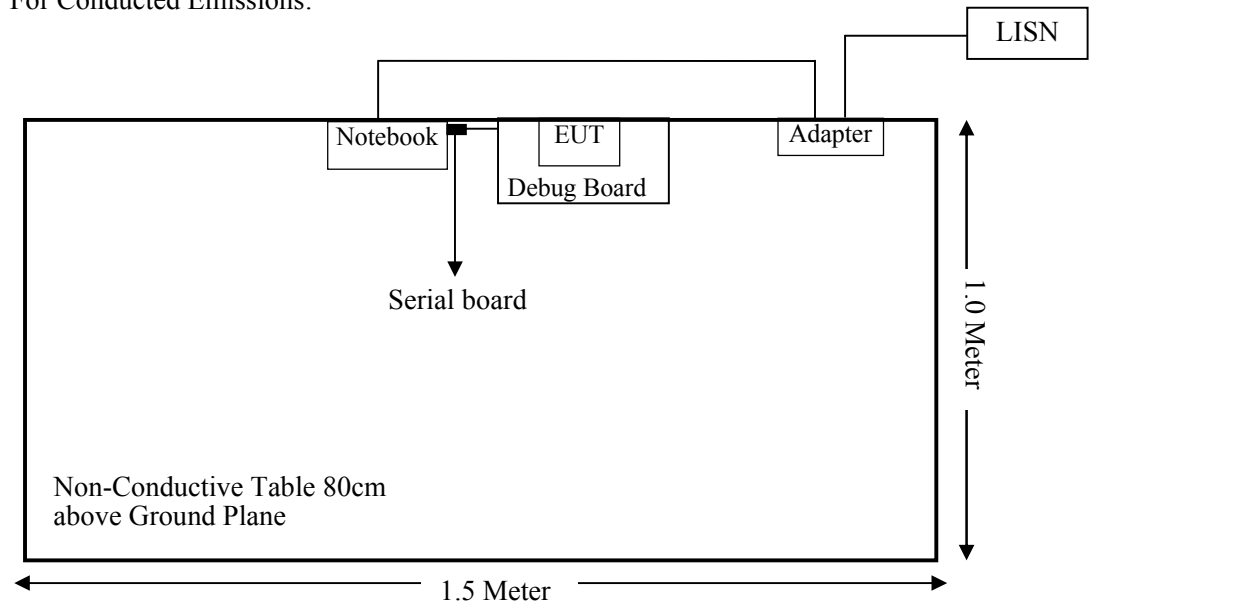 For Conducted Emissions:
LISN
Notebook
EUT
Adapter
Debug Board
Serial board
1.0 Meter
Non-Conductive Table 80cm
above Ground Plane
1.5 Meter